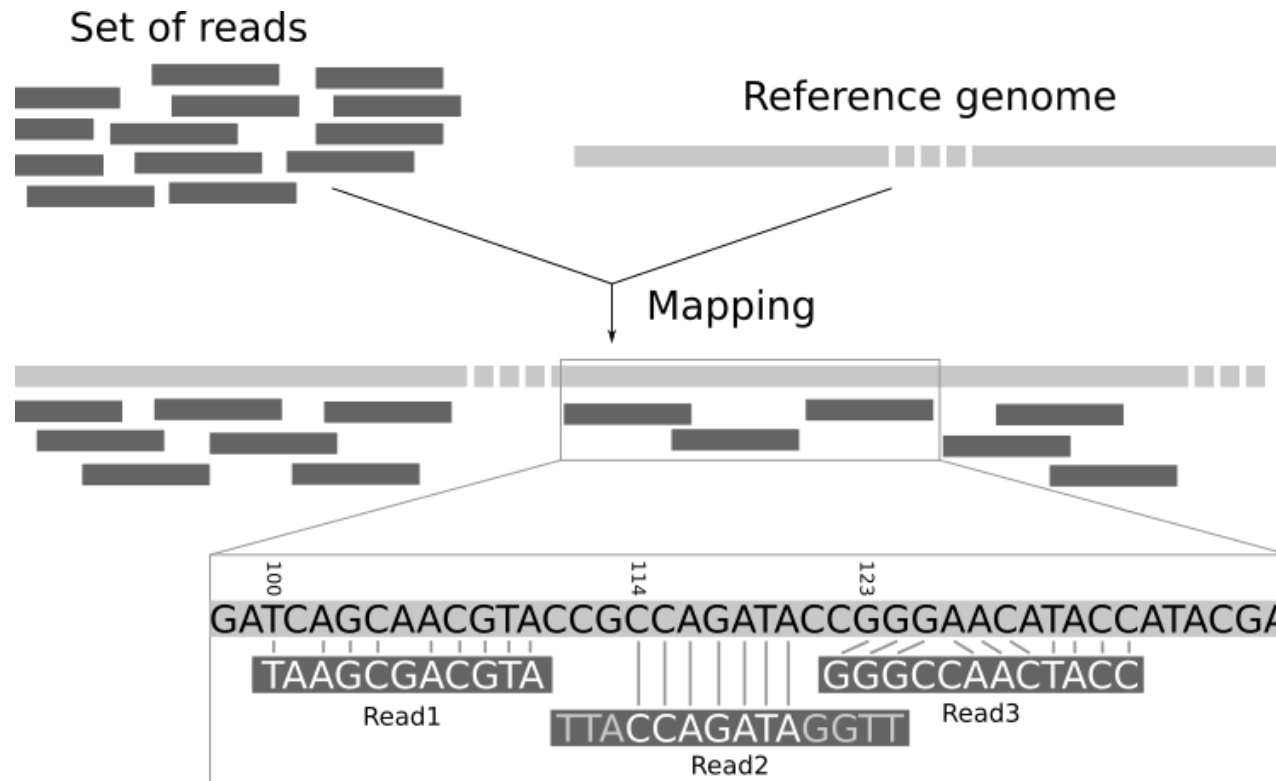 Set of reads
Reference genome
Mapping
100
114
123
GATCAGCAACGTACCGCCAGATACCGGGAACATACCATACGA
TAAGCGACGTA
Read1
TTACCAGATAGGTT
Read2
GGGCCAACTACC
Read3